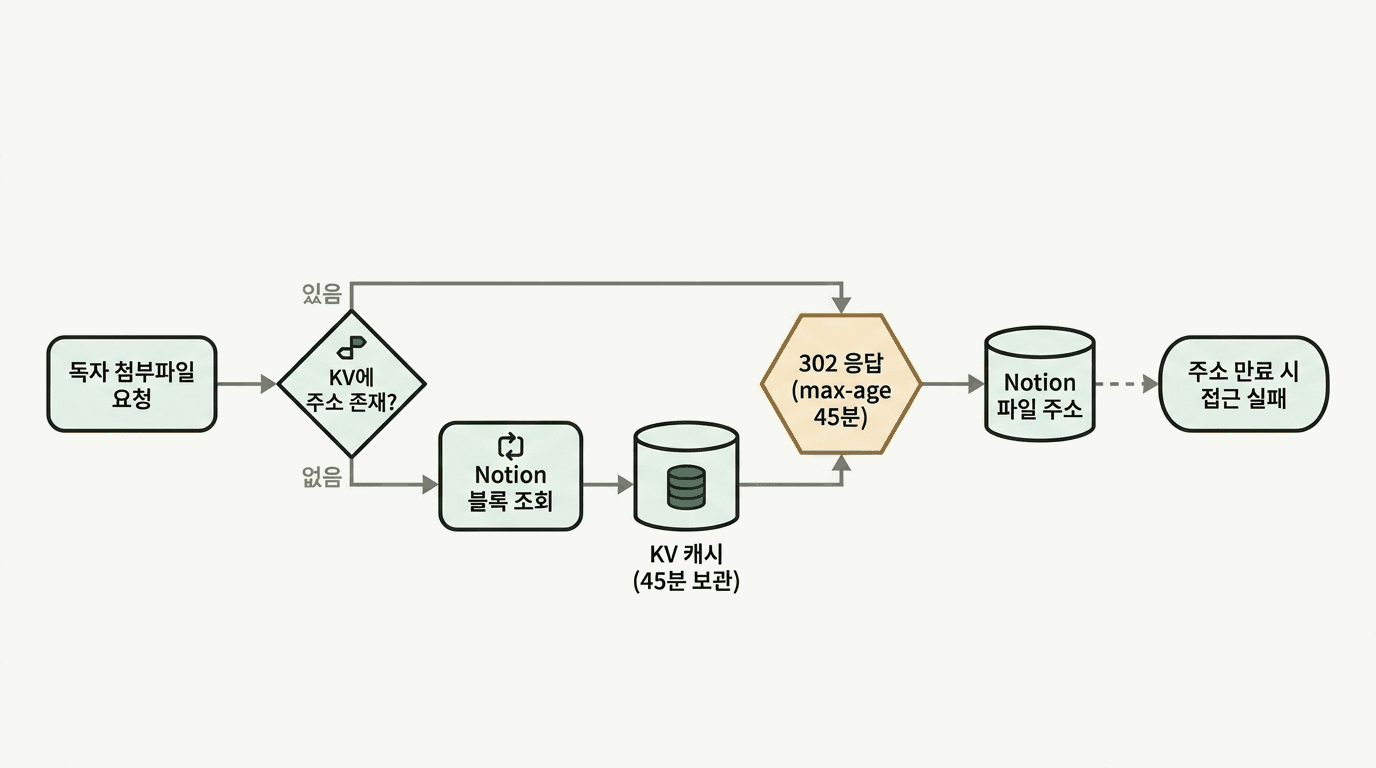 독자 첨부파일
요청
있음
KV에
주소 존재?
없음
Notion
블록 조회
KV 캐시
(45분 보관)
302 응답
(max-age
45분)
Notion
파일 주소
주소 만료 시
접근 실패